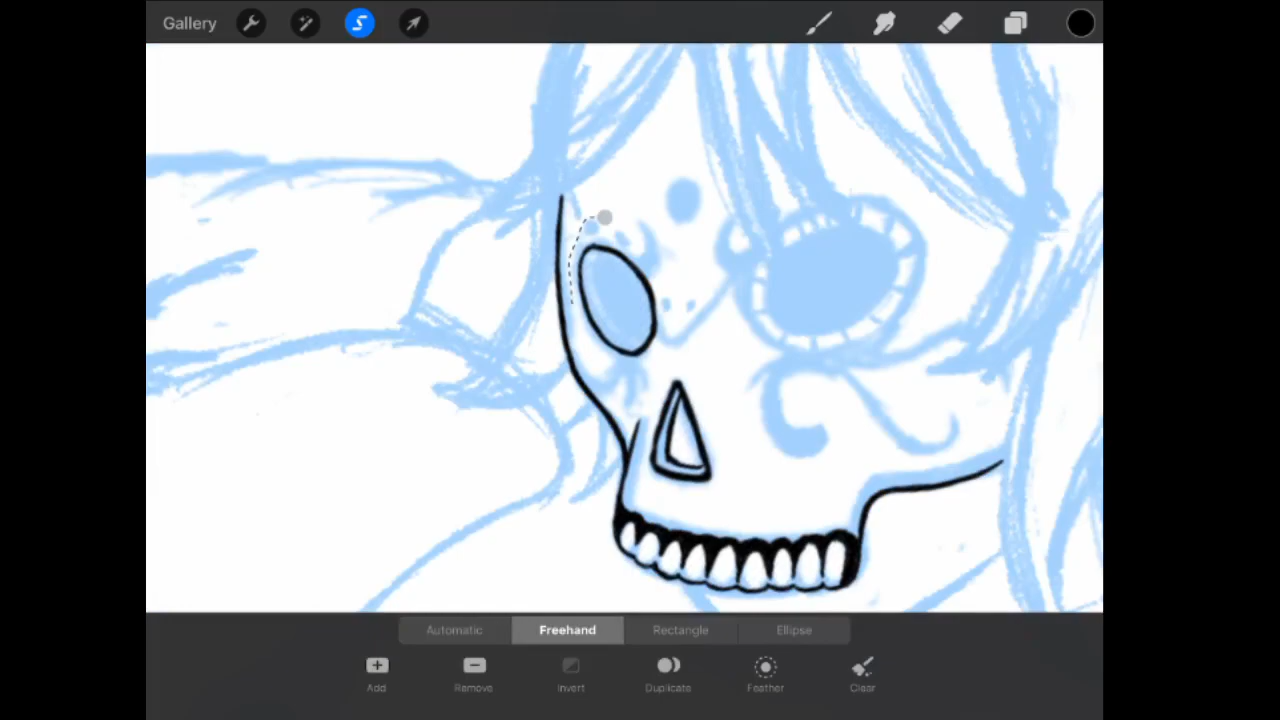 Gallery
Automatic Freehand Rectangle Ellipse
Add Remove Invert Duplicate Feather Clear